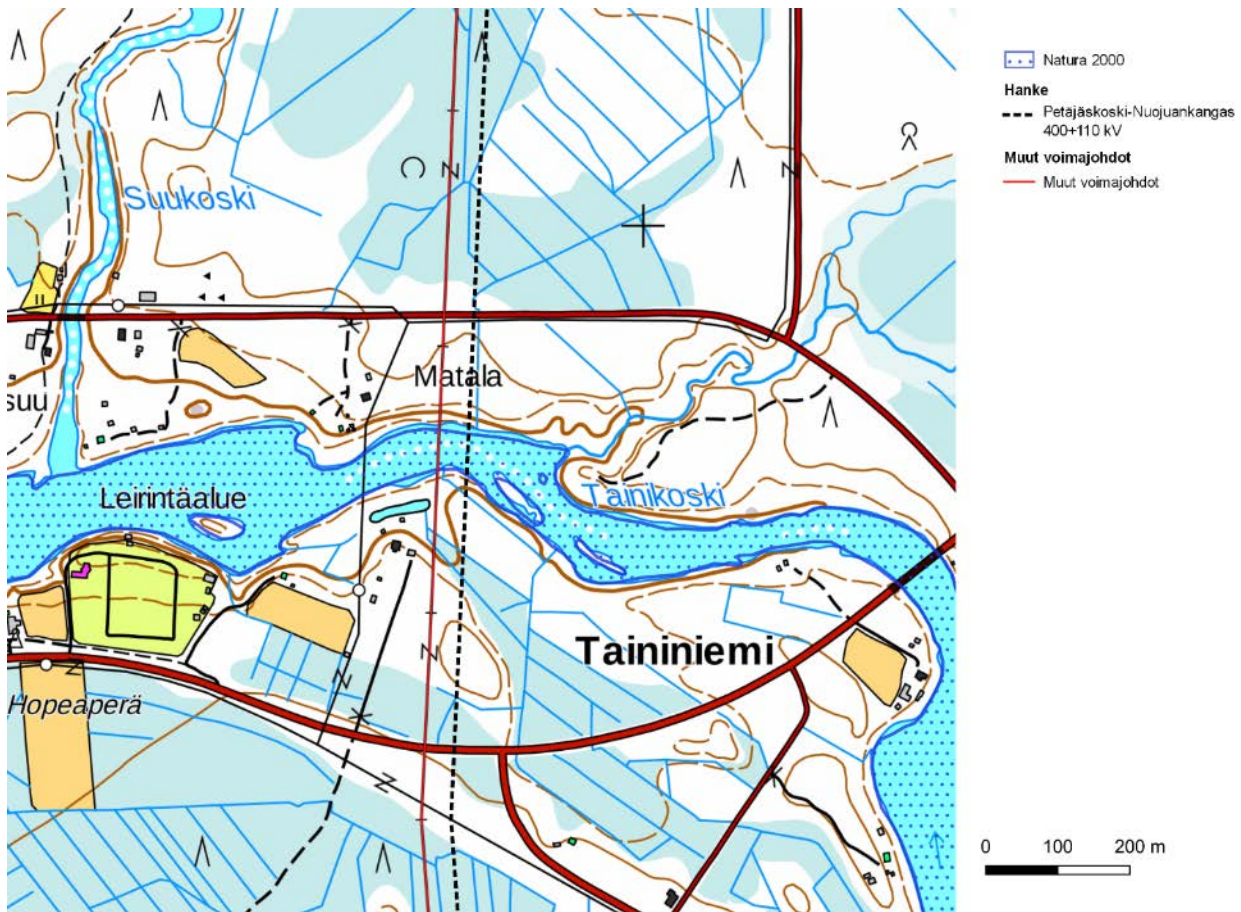 Suukoski
suu
Matala
Leirintäalue
Tainikoski
Taininiemi
Hopeaperä
Natura 2000
Hanke
Petäjäskoski-Nuojuankangas
400+110 kV
Muut voimajohdot
Muut voimajohdot
0 100 200 m